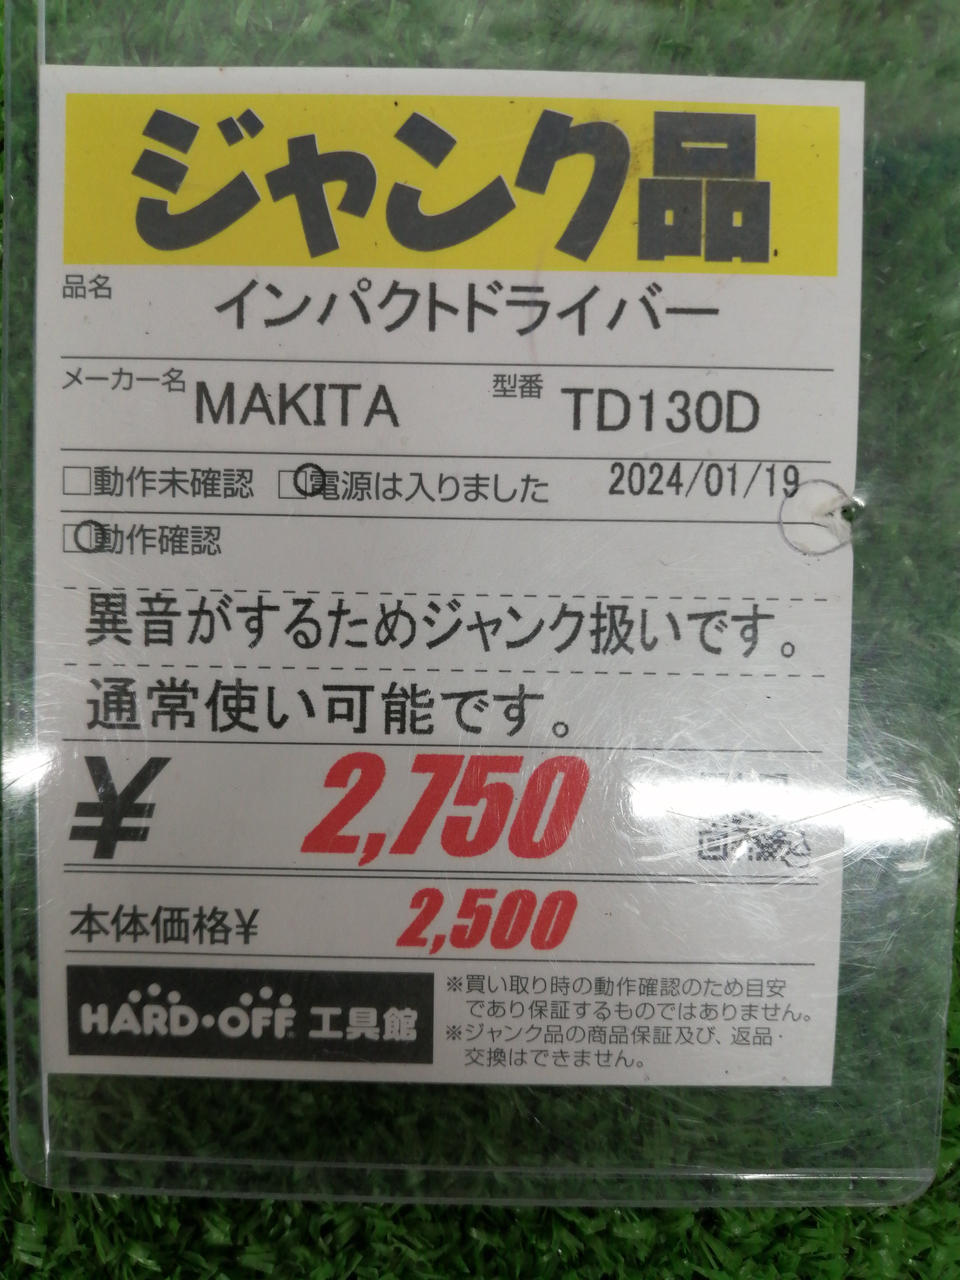 ジャンク品
品名 インパクトドライバー
メーカー名 MAKITA 型番 TD130D
□動作未確認 □電源は入りました 2024/01/19
□動作確認
異音がするためジャンク扱いです。
通常使い可能です。
¥ 2,750
本体価格¥ 2,500
HARD・OFF 工具館
※買い取り時の動作確認のため目安
であり保証するものではありません。
※ジャンク品の商品保証及び、返品・
交換はできません。